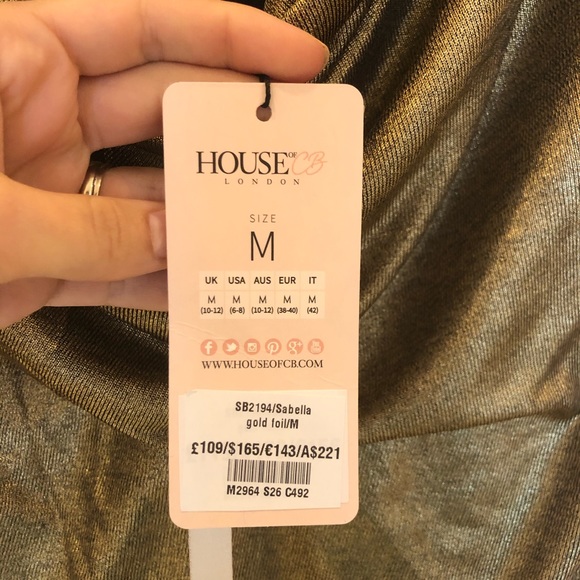 HOUSE OF CB
LONDON
SIZE
M
UK USA AUS EUR IT
M M M M M
(10-12) (6-8) (10-12) (38-40) (42)
WWW.HOUSEOFCB.COM
SB2194/Sabella
gold foil/M
£109/$165/€143/A$221
M2964 S26 C492